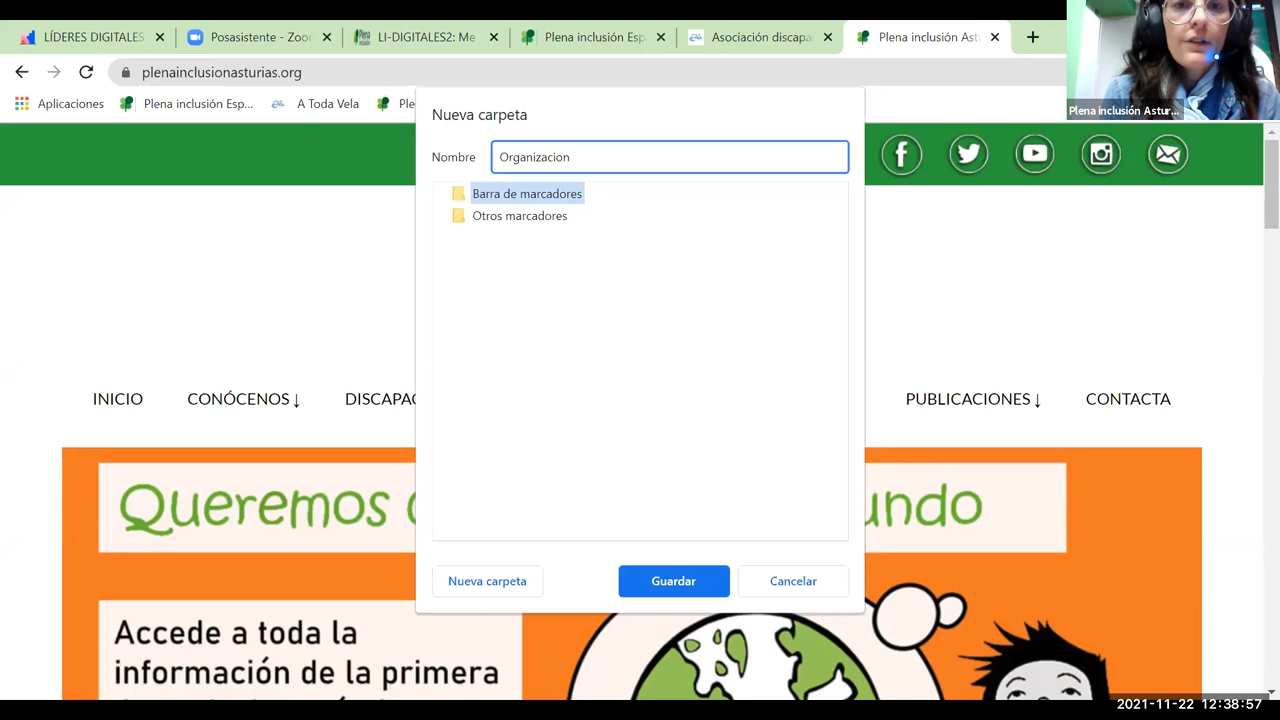 LÍDERES DIGITALES
Posasistente - Zoo
LI-DIGITALES2: Me
Plena inclusión Esp
Asociación discapa
Plena inclusión Astu
plenainclusionasturias.org
Aplicaciones
Plena inclusión Esp...
A Toda Vela
Ple
Plena inclusión Astur...
Nueva carpeta
Nombre
Organizacion
Barra de marcadores
Otros marcadores
INICIO
CONÓCENOS ↓
DISCAPAC
PUBLICACIONES ↓
CONTACTA
Queremos
undo
Nueva carpeta
Guardar
Cancelar
Accede a toda la
información de la primera
2021-11-22 12:38:57